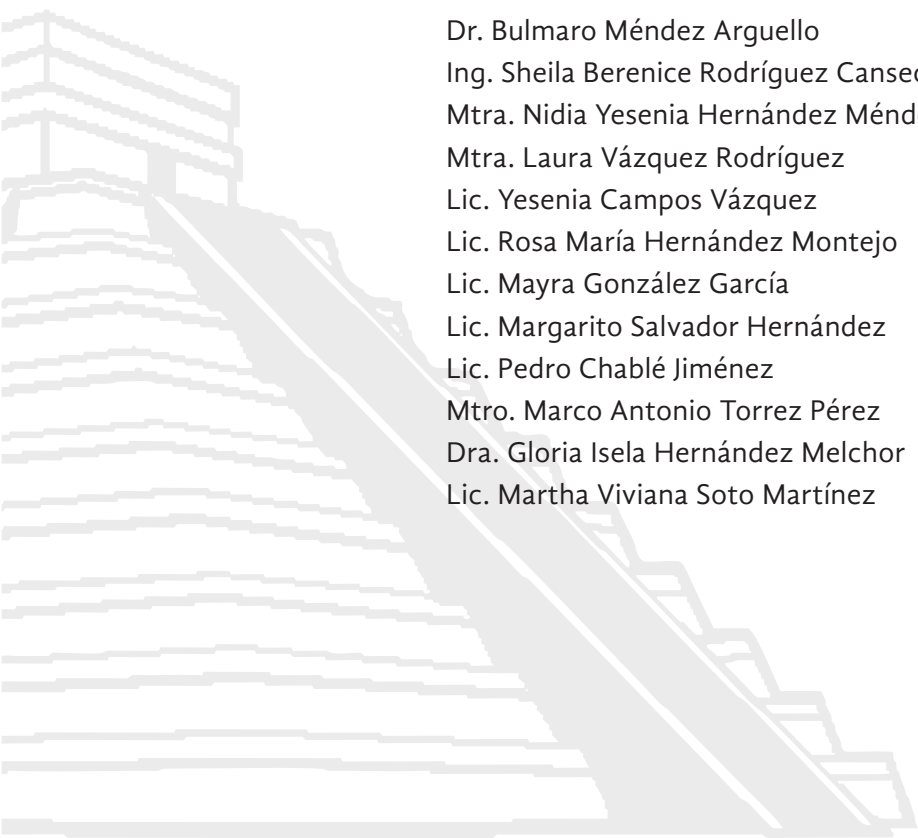 Dr. Bulmaro Méndez Arguello
Ing. Sheila Berenice Rodríguez
Mtra. Nidia Yesenia Hernández
Mtra. Laura Vázquez Rodríguez
Lic. Yesenia Campos Vázquez
Lic. Rosa María Hernández Montejo
Lic. Mayra González García
Lic. Margarito Salvador Hernández
Lic. Pedro Chablé Jiménez
Mtro. Marco Antonio Torrez Pérez
Dra. Gloria Isela Hernández Melchor
Lic. Martha Viviana Soto Martínez